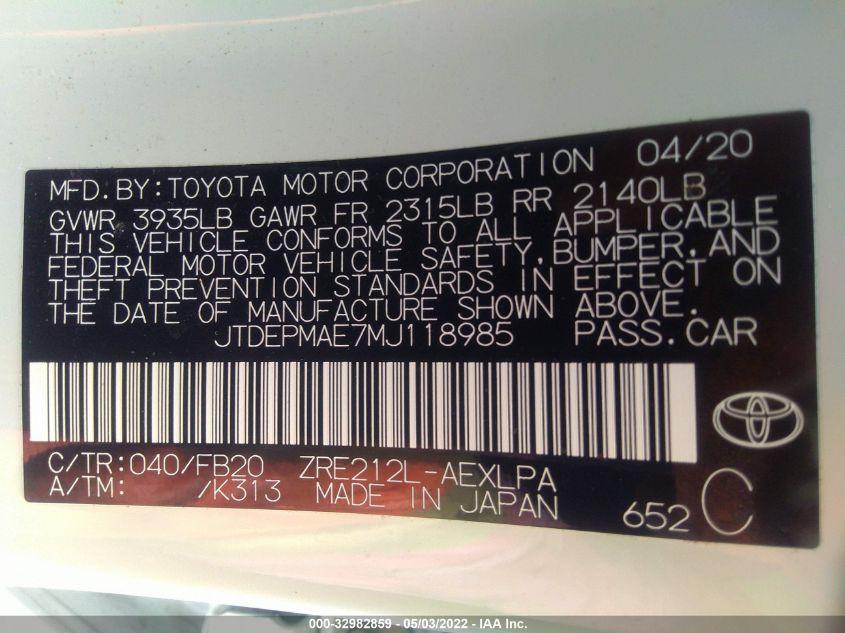 MFD.BY:TOYOTA MOTOR CORPORATION 04/20
GVWR 3935LB GAWR FR 2315LB RR 2140LB
THIS VEHICLE CONFORMS TO ALL APPLICABLE
FEDERAL MOTOR VEHICLE SAFETY,BUMPER,AND
THEFT PREVENTION STANDARDS IN EFFECT ON
THE DATE OF MANUFACTURE SHOWN ABOVE.
JTDEPMAE7MJ118985 PASS.CAR
C/TR:040/FB20 ZRE212L-AEXLPA
A/TM: /K313 MADE IN JAPAN 652 C
000-32982859 - 05/03/2022 - IAA Inc.